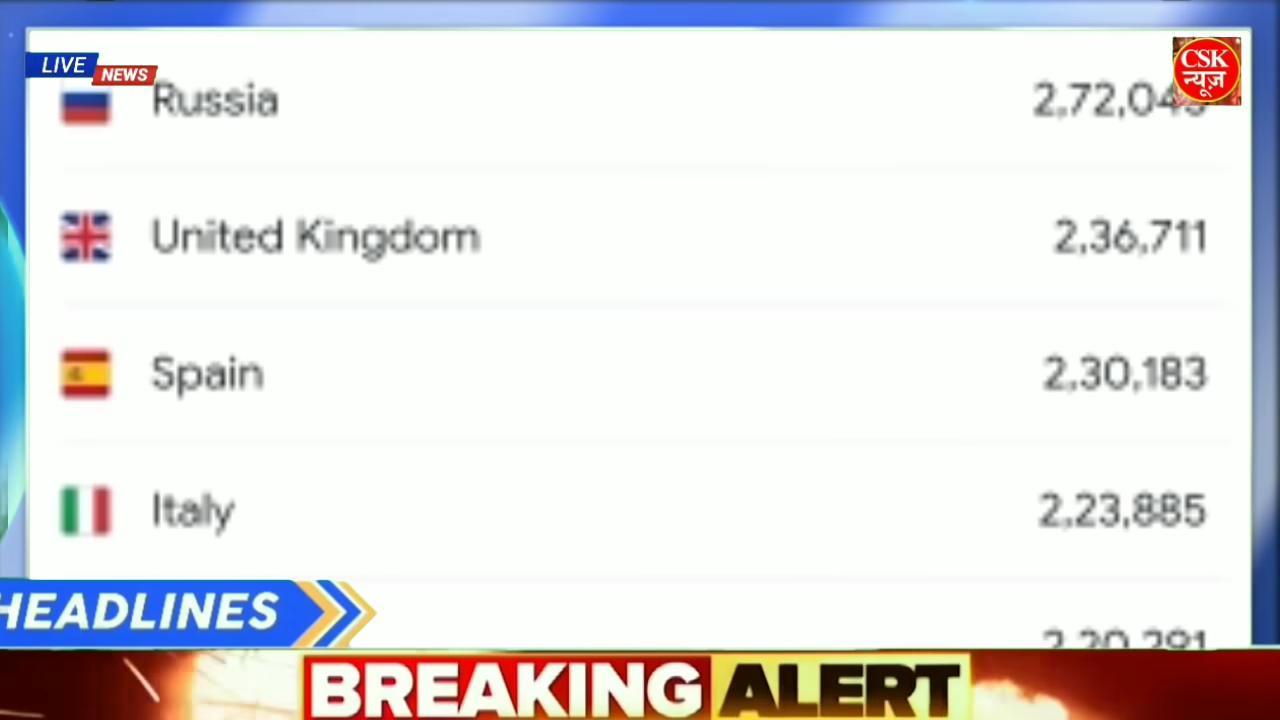 LIVE
NEWS
CSK
न्यूज़
Russia
United Kingdom 2,36,711
Spain 2,30,183
Italy 2,23,885
HEADLINES
BREAKING ALERT